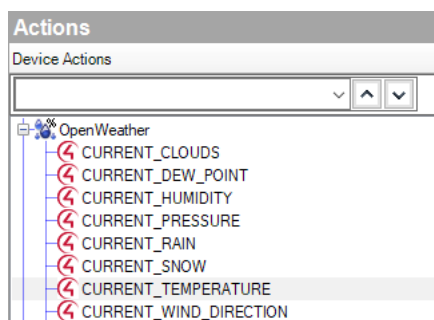 Actions
Device Actions
OpenWeather
CURRENT_CLOUDS
CURRENT_DEW_POINT
CURRENT_HUMIDITY
CURRENT_PRESSURE
CURRENT_RAIN
CURRENT_SNOW
CURRENT_TEMPERATURE
CURRENT_WIND_DIRECTION